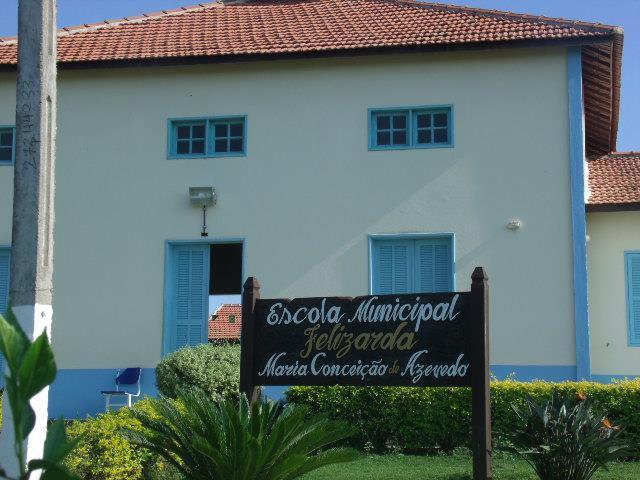 Escola Municipal
Felizarda
Maria Conceição de Azevedo